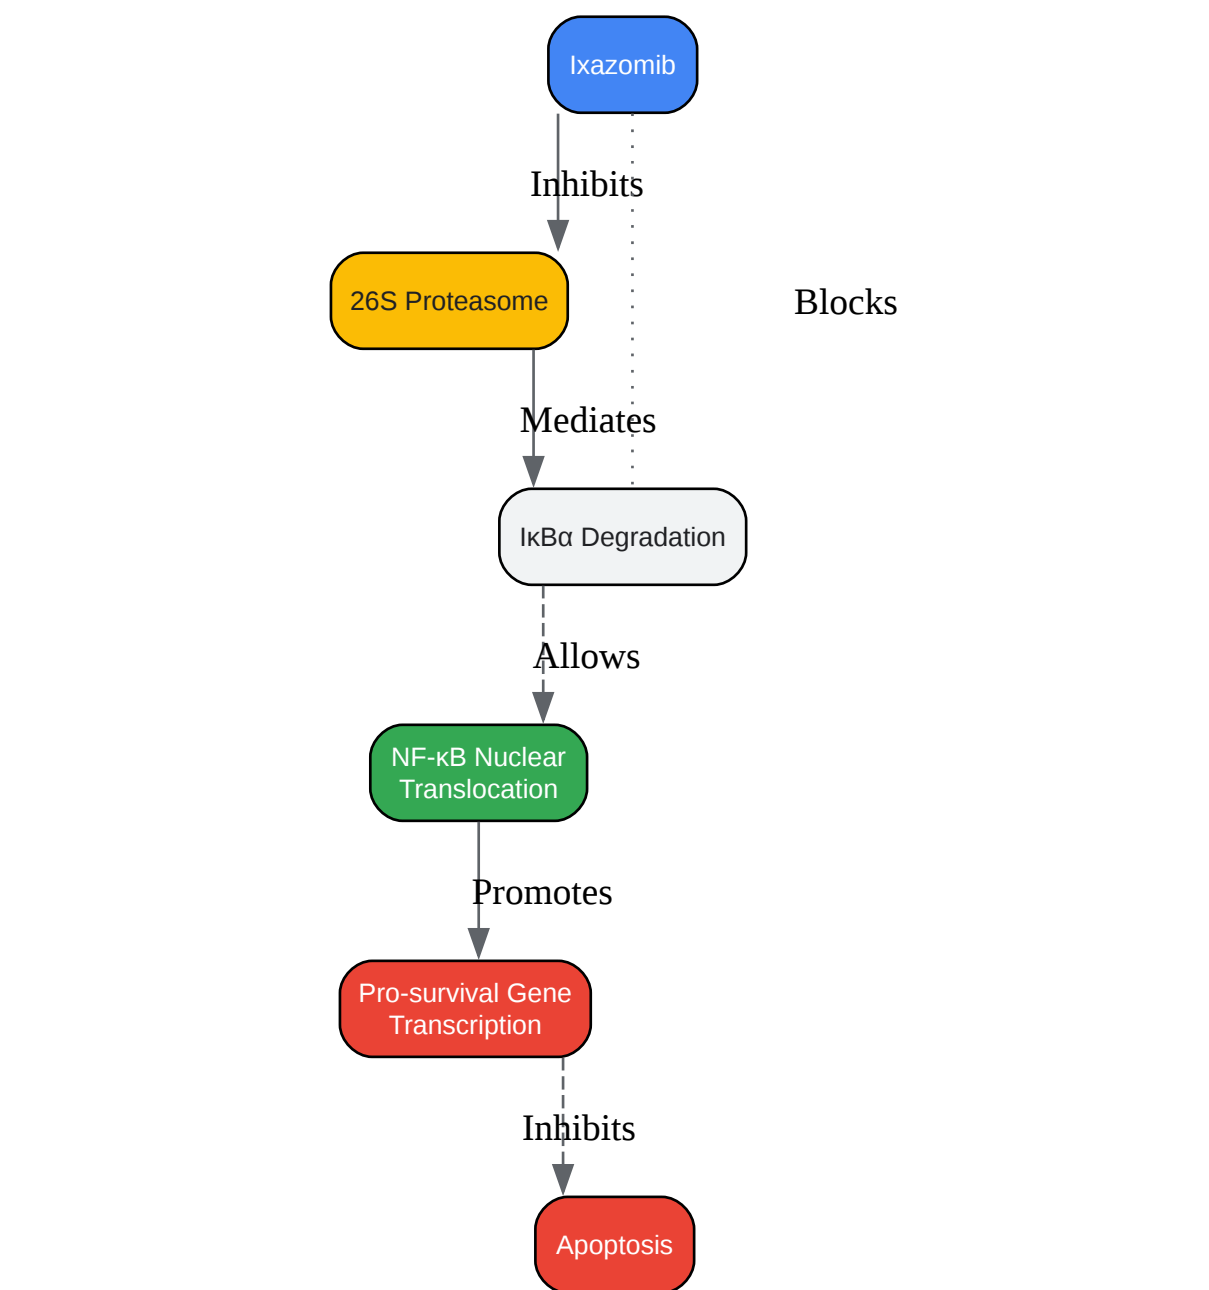 Ixazomib
Inhibits
26S Proteasome
Blocks
Mediates
IκBα Degradation
Allows
NF-κB Nuclear
Translocation
Promotes
Pro-survival Gene
Transcription
Inhibits
Apoptosis